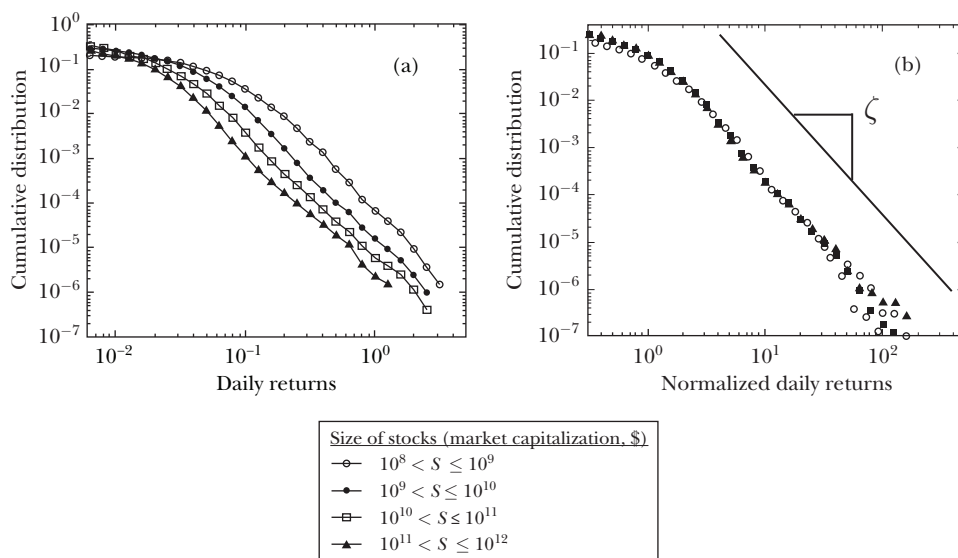 10^0
10^-1
10^-2
10^-3
10^-4
10^-5
10^-6
10^-7
Cumulative distribution
(a)
10^-2
10^-1
10^0
Daily returns
10^-1
10^-2
10^-3
10^-4
10^-5
10^-6
10^-7
Cumulative distribution
(b)
ζ
10^0
10^1
10^2
Normalized daily returns
Size of stocks (market capitalization, $)
10^8 < S ≤ 10^9
10^9 < S ≤ 10^10
10^10 < S ≤ 10^11
10^11 < S ≤ 10^12